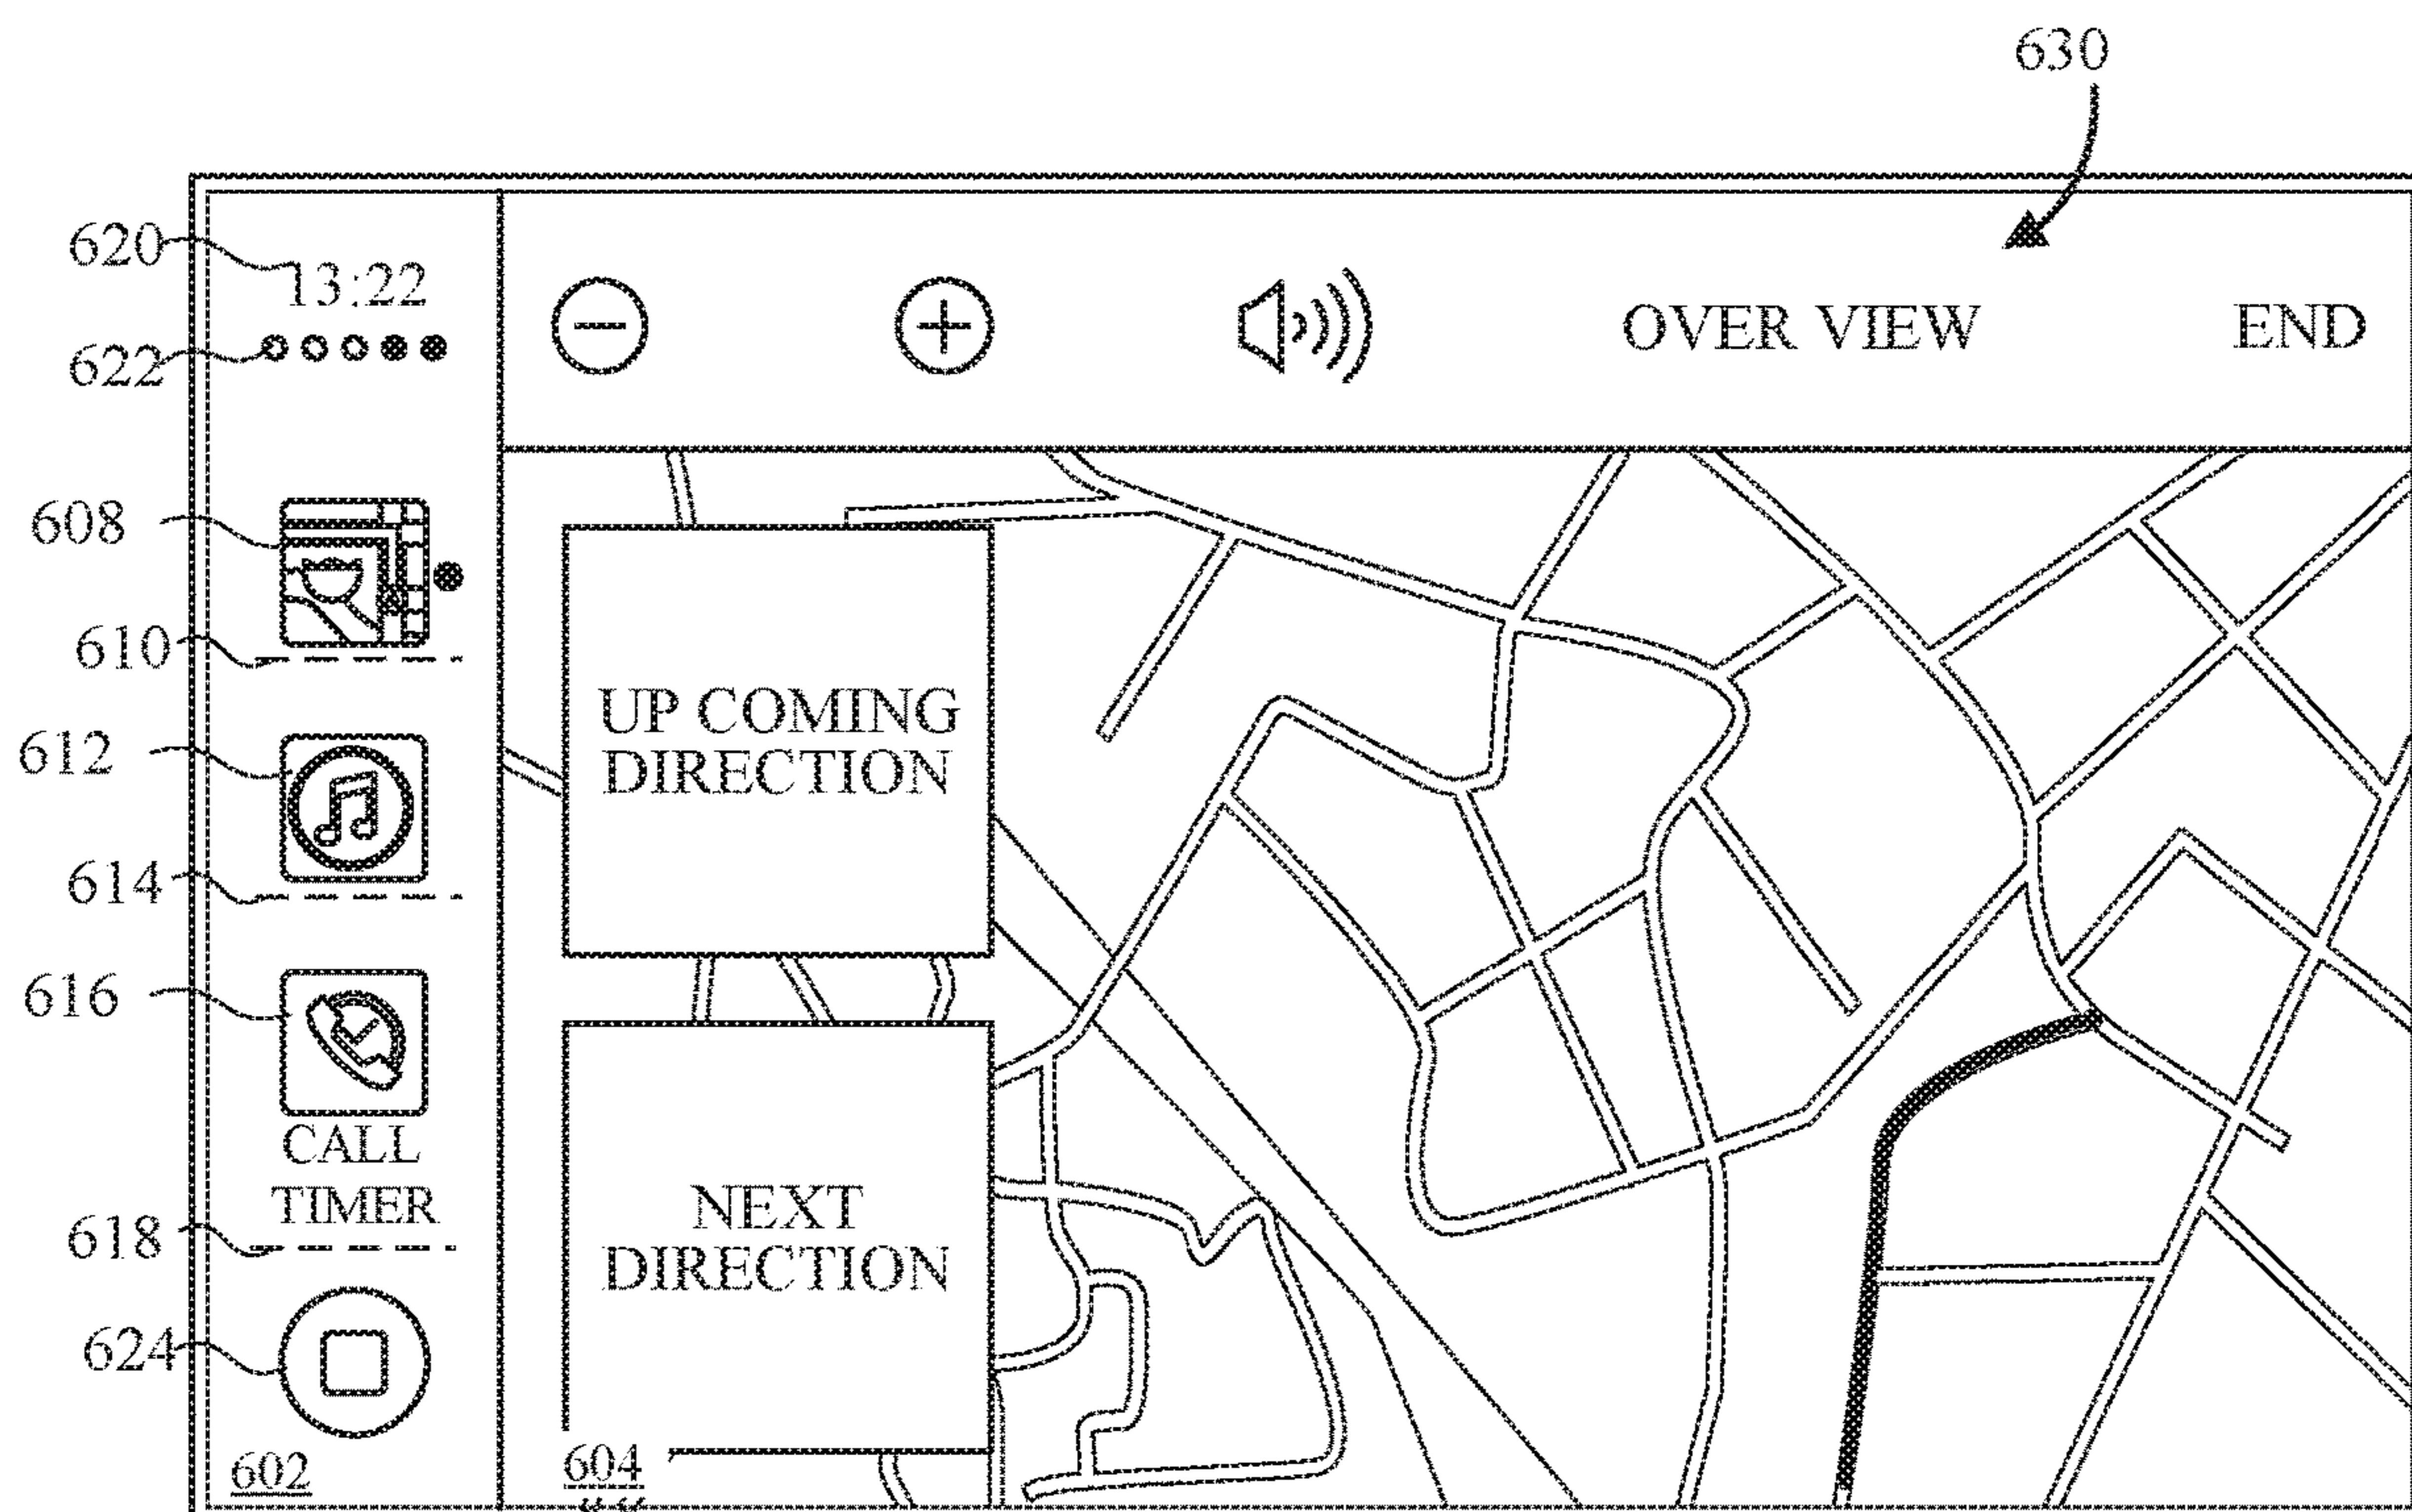 630
620
13:22
622
OVER VIEW
END
608
610
612
UP COMING
DIRECTION
614
616
CALL
TIMER
618
NEXT
DIRECTION
624
602
604